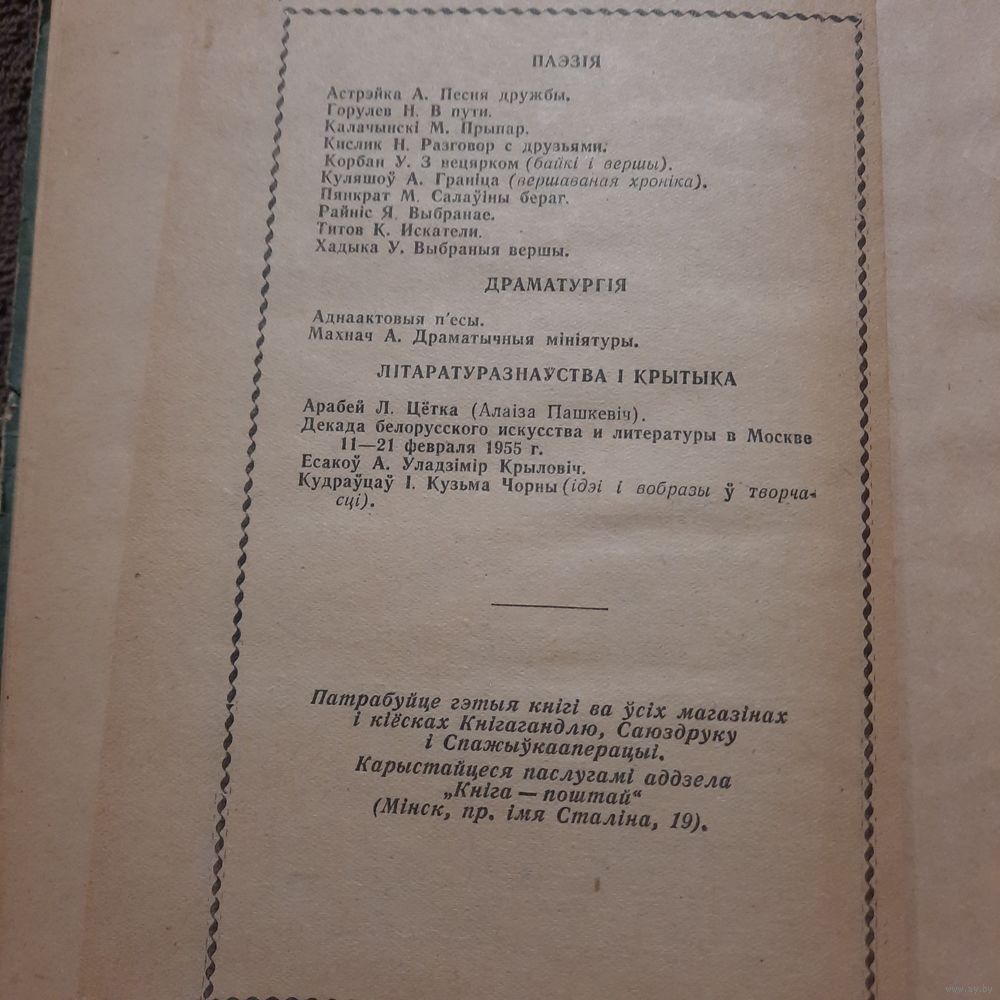 ПАЭЗІЯ
Астрэйка А. Песня дружбы.
Горулев Н. В пути.
Калачынскі М. Прыпар.
Кислик Н. Разговор с друзьями.
Корбан У. З вецярком (байкі і вершы).
Куляшоў А. Граніца (вершаваная хроніка).
Пянкрат М. Салаўіны бераг.
Райніс Я. Выбранае.
Титов К. Искатели.
Хадыка У. Выбраныя вершы.
ДРАМАТУРГІЯ
Аднаактовыя п'есы.
Махнач А. Драматычныя мініятуры.
ЛІТАРАТУРАЗНАЎСТВА І КРЫТЫКА
Арабей Л. Цётка (Алаіза Пашкевіч).
Декада белорусского искусства и литературы в Москве
11—21 февраля 1955 г.
Есакоў А. Уладзімір Крыловіч.
Кудраўцаў І. Кузьма Чорны (ідэі і вобразы ў творча-
сці).
Патрабуйце гэтыя кнігі ва ўсіх магазінах
і кіёсках Кнігагандлю, Саюздруку
і Спажыўкааперацыі.
Карыстайцеся паслугамі аддзела
„Кніга — поштай“
(Мінск, пр. імя Сталіна, 19).
www.ay.by